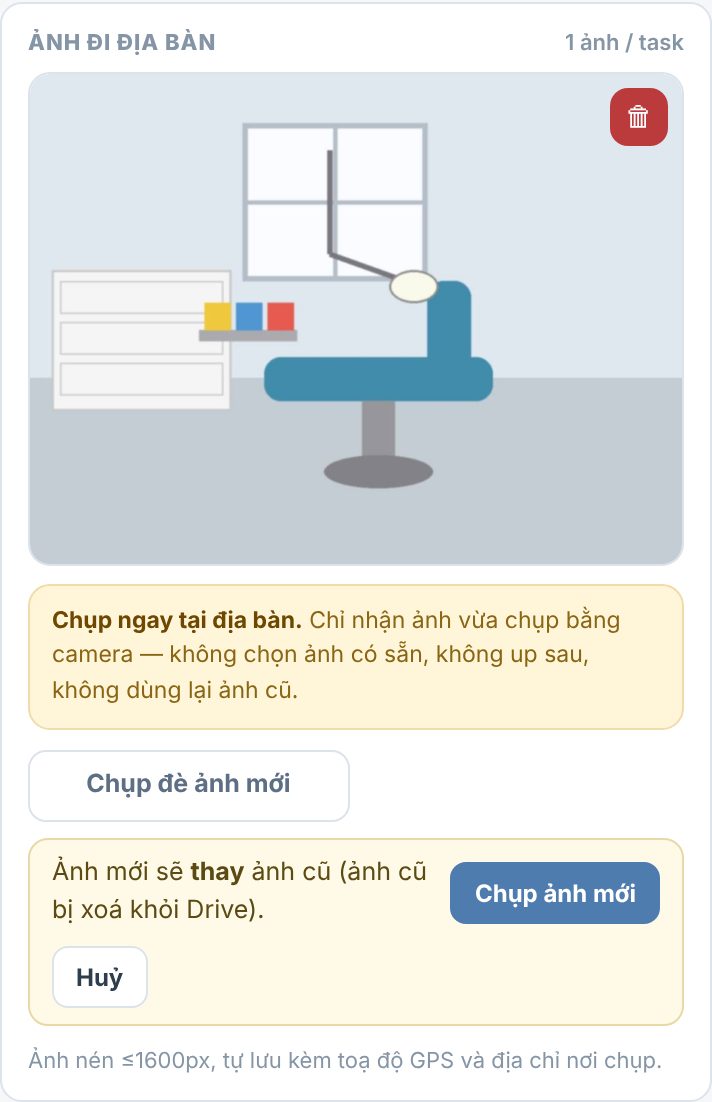 ẢNH ĐI ĐỊA BÀN
1 ảnh / task
Chụp ngay tại địa bàn. Chỉ nhận ảnh vừa chụp bằng
camera — không chọn ảnh có sẵn, không up sau,
không dùng lại ảnh cũ.
Chụp đè ảnh mới
Ảnh mới sẽ thay ảnh cũ (ảnh cũ
bị xoá khỏi Drive).
Chụp ảnh mới
Huỷ
Ảnh nén ≤1600px, tự lưu kèm toạ độ GPS và địa chỉ nơi chụp.